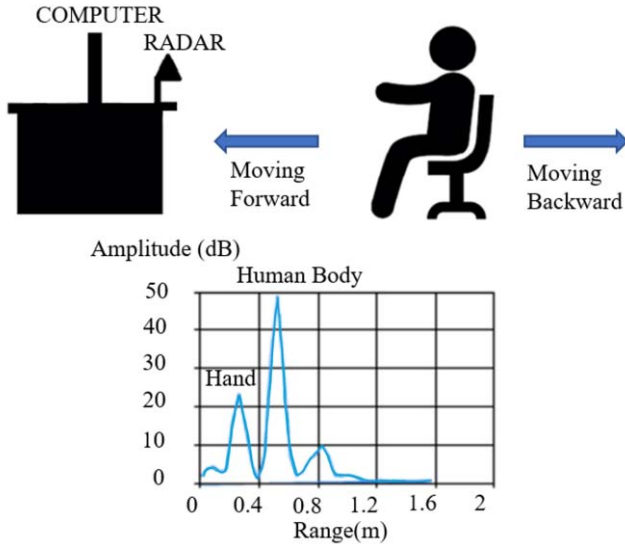 COMPUTER
RADAR
Moving
Forward
Moving
Backward
Amplitude (dB)
Human Body
50
40
30
Hand
20
10
0
0 0.4 0.8 1.2 1.6 2
Range(m)